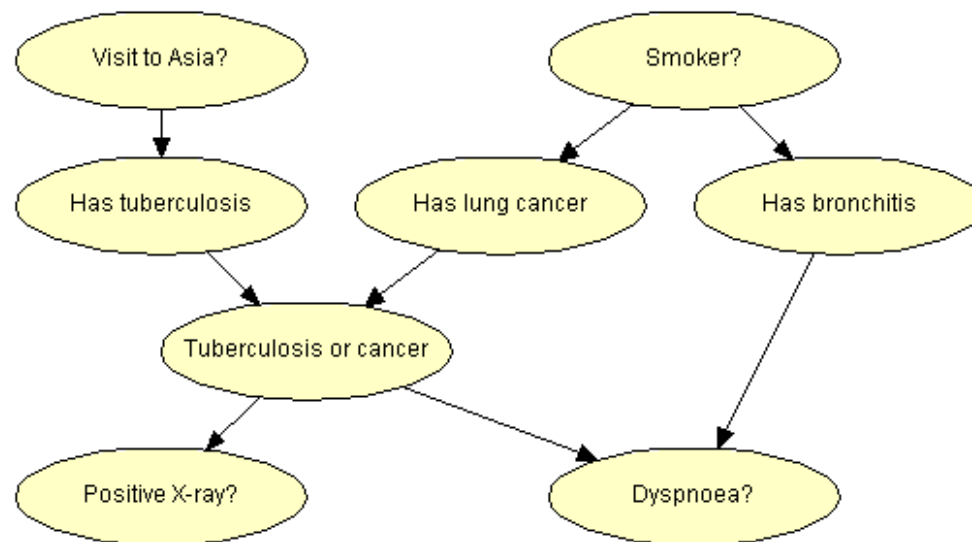 Visit to Asia?
Smoker?
Has tuberculosis
Has lung cancer
Has bronchitis
Tuberculosis or cancer
Positive X-ray?
Dyspnoea?